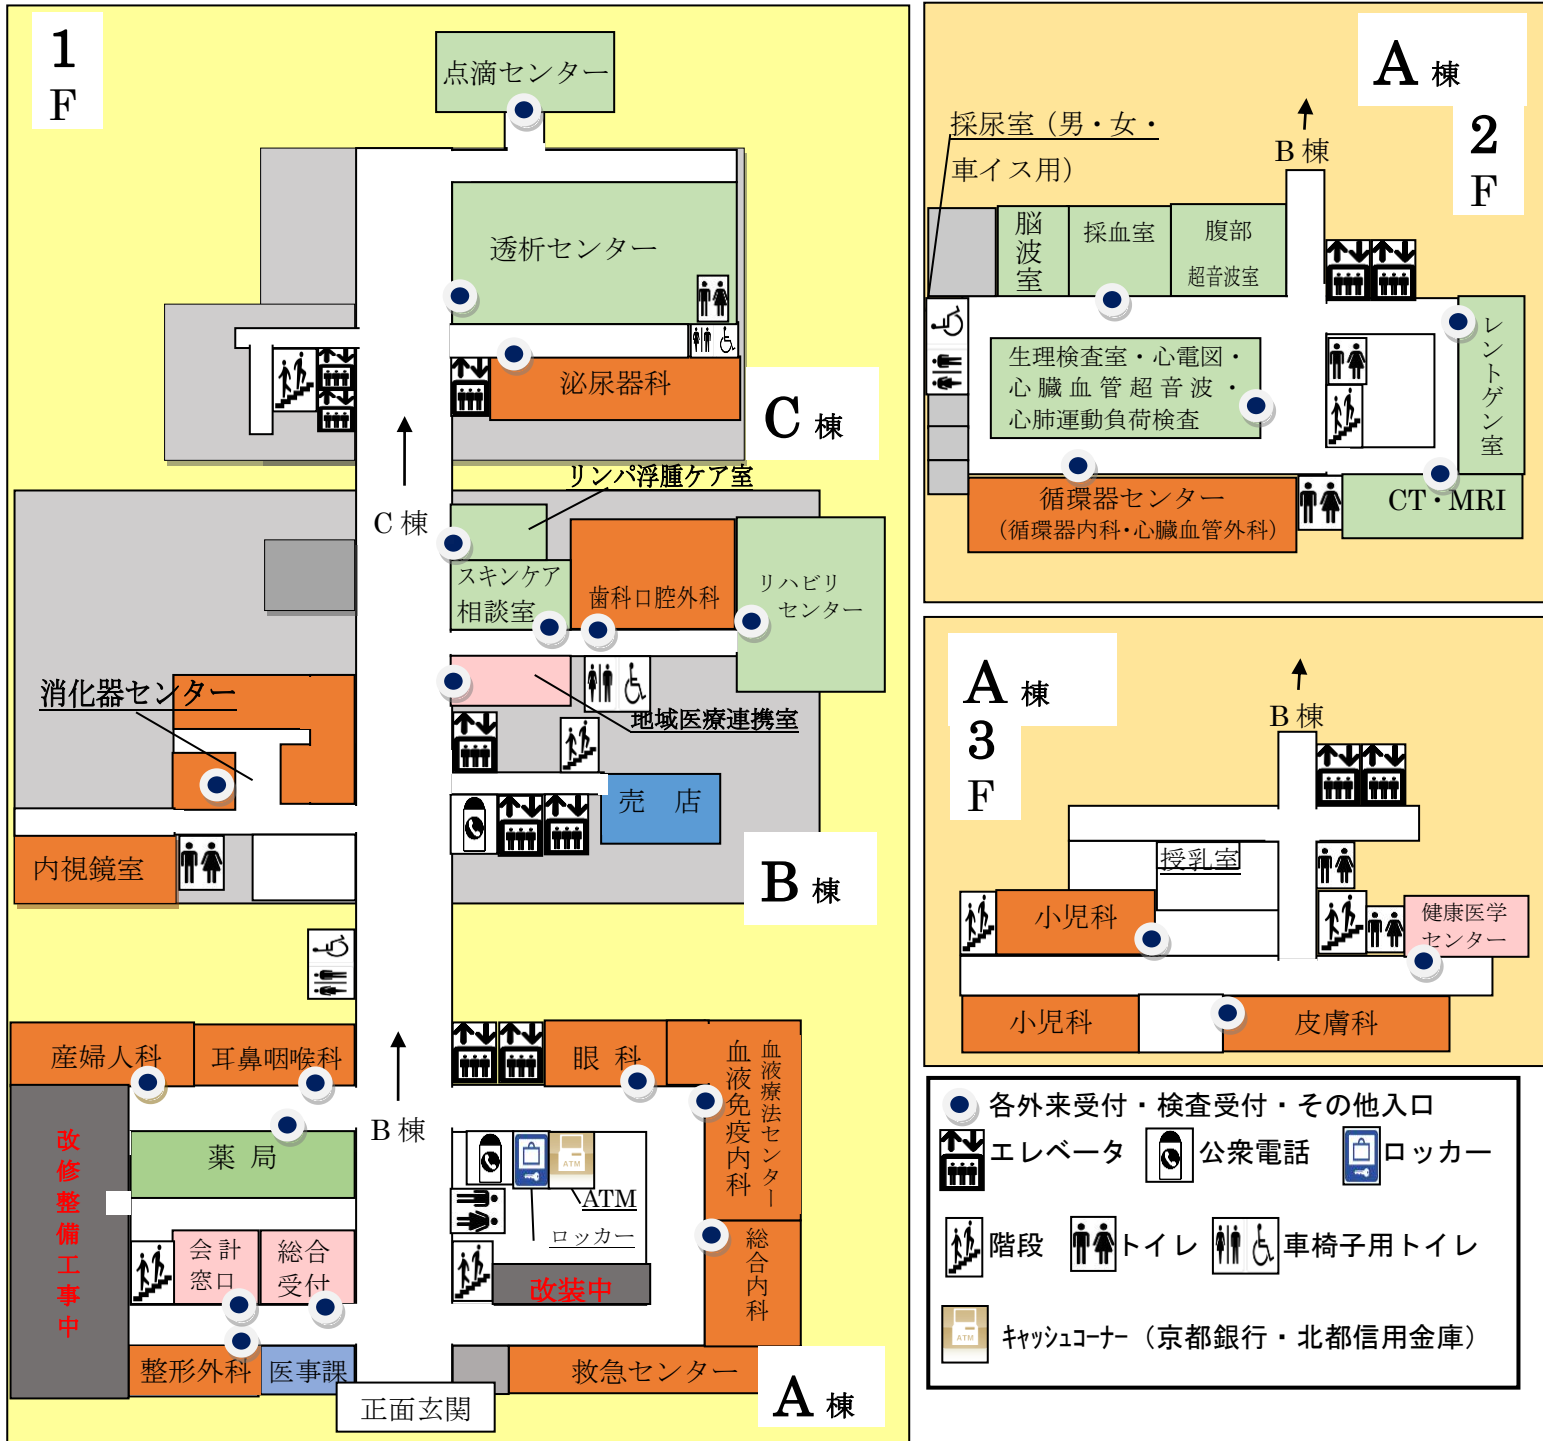 1
F
点滴センター
透析センター
泌尿器科
C 棟
リンパ浮腫ケア室
C 棟
スキンケア
相談室
歯科口腔外科
リハビリ
センター
消化器センター
地域医療連携室
売 店
内視鏡室
B 棟
産婦人科
耳鼻咽喉科
眼 科
血液免疫内科
血液療法センター
B 棟
改修整備工事中
薬 局
ATM
ATM
ロッカー
会計
窓口
総合
受付
改装中
総合内科
整形外科
医事課
救急センター
正面玄関
A 棟
A 棟
2
F
採尿室（男・女・
車イス用）
B 棟
脳波室
採血室
腹部
超音波室
レントゲン室
生理検査室・心電図・
心臓血管超音波・
心肺運動負荷検査
循環器センター
（循環器内科・心臓血管外科）
CT・MRI
A 棟
3
F
B 棟
授乳室
小児科
健康医学
センター
小児科
皮膚科
各外来受付・検査受付・その他入口
エレベータ
公衆電話
ロッカー
階段
トイレ
車椅子用トイレ
ATM
ｷｬｯｼｭｺｰﾅｰ（京都銀行・北都信用金庫）